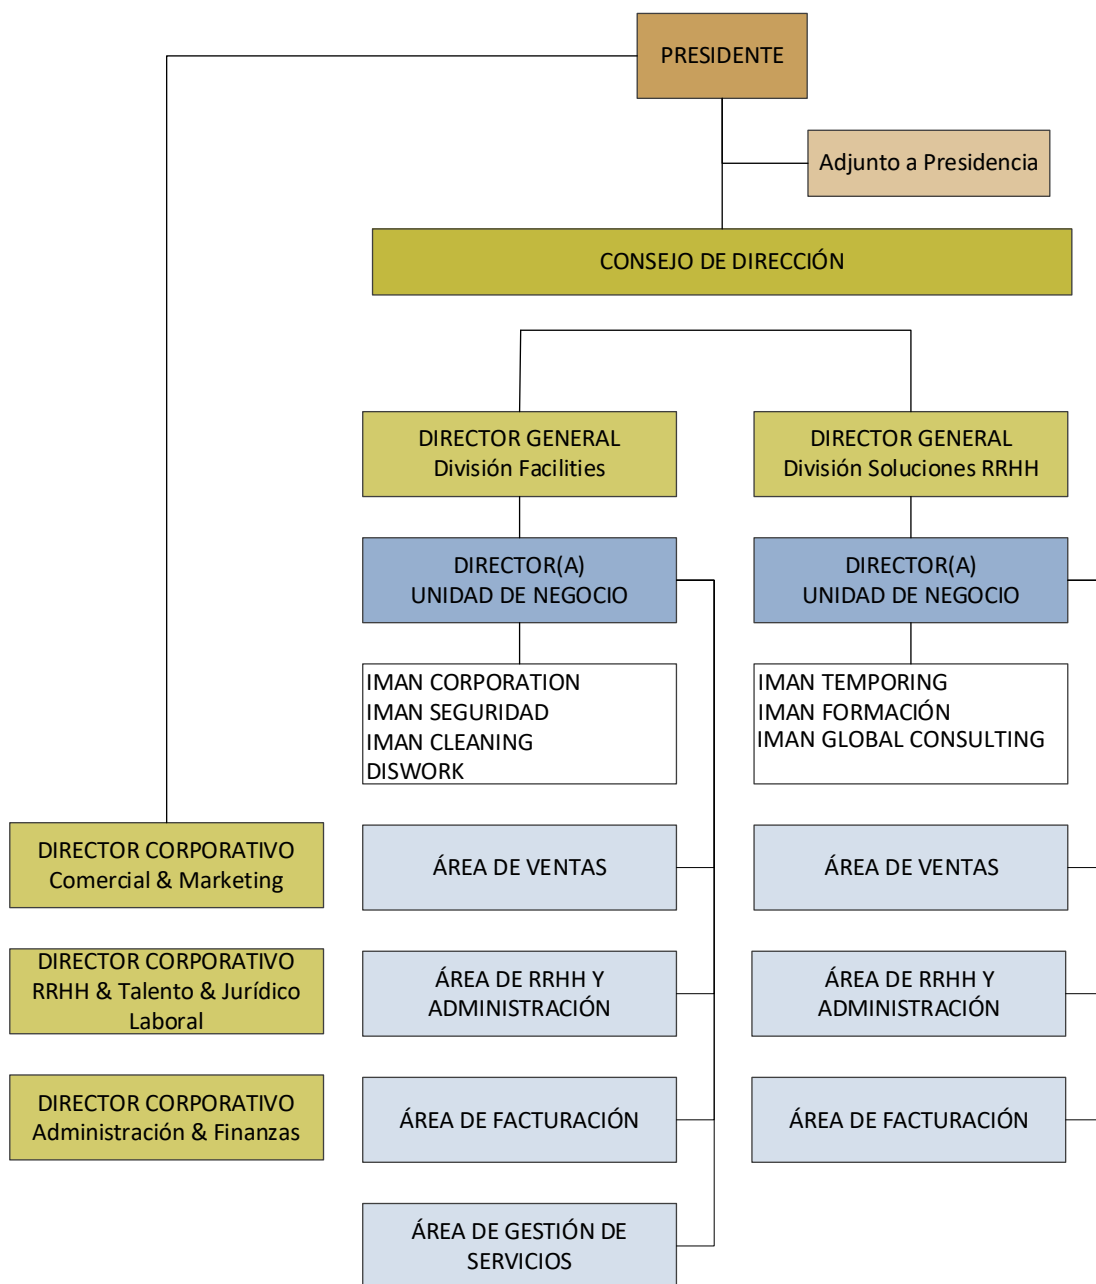 PRESIDENTE
Adjunto a Presidencia
CONSEJO DE DIRECCIÓN
DIRECTOR GENERAL
División Facilities
DIRECTOR GENERAL
División Soluciones RRHH
DIRECTOR(A)
UNIDAD DE NEGOCIO
DIRECTOR(A)
UNIDAD DE NEGOCIO
IMAN CORPORATION
IMAN SEGURIDAD
IMAN CLEANING
DISWORK
IMAN TEMPORING
IMAN FORMACIÓN
IMAN GLOBAL CONSULTING
DIRECTOR CORPORATIVO
Comercial & Marketing
ÁREA DE VENTAS
ÁREA DE VENTAS
DIRECTOR CORPORATIVO
RRHH & Talento & Jurídico
Laboral
ÁREA DE RRHH Y
ADMINISTRACIÓN
ÁREA DE RRHH Y
ADMINISTRACIÓN
DIRECTOR CORPORATIVO
Administración & Finanzas
ÁREA DE FACTURACIÓN
ÁREA DE FACTURACIÓN
ÁREA DE GESTIÓN DE
SERVICIOS